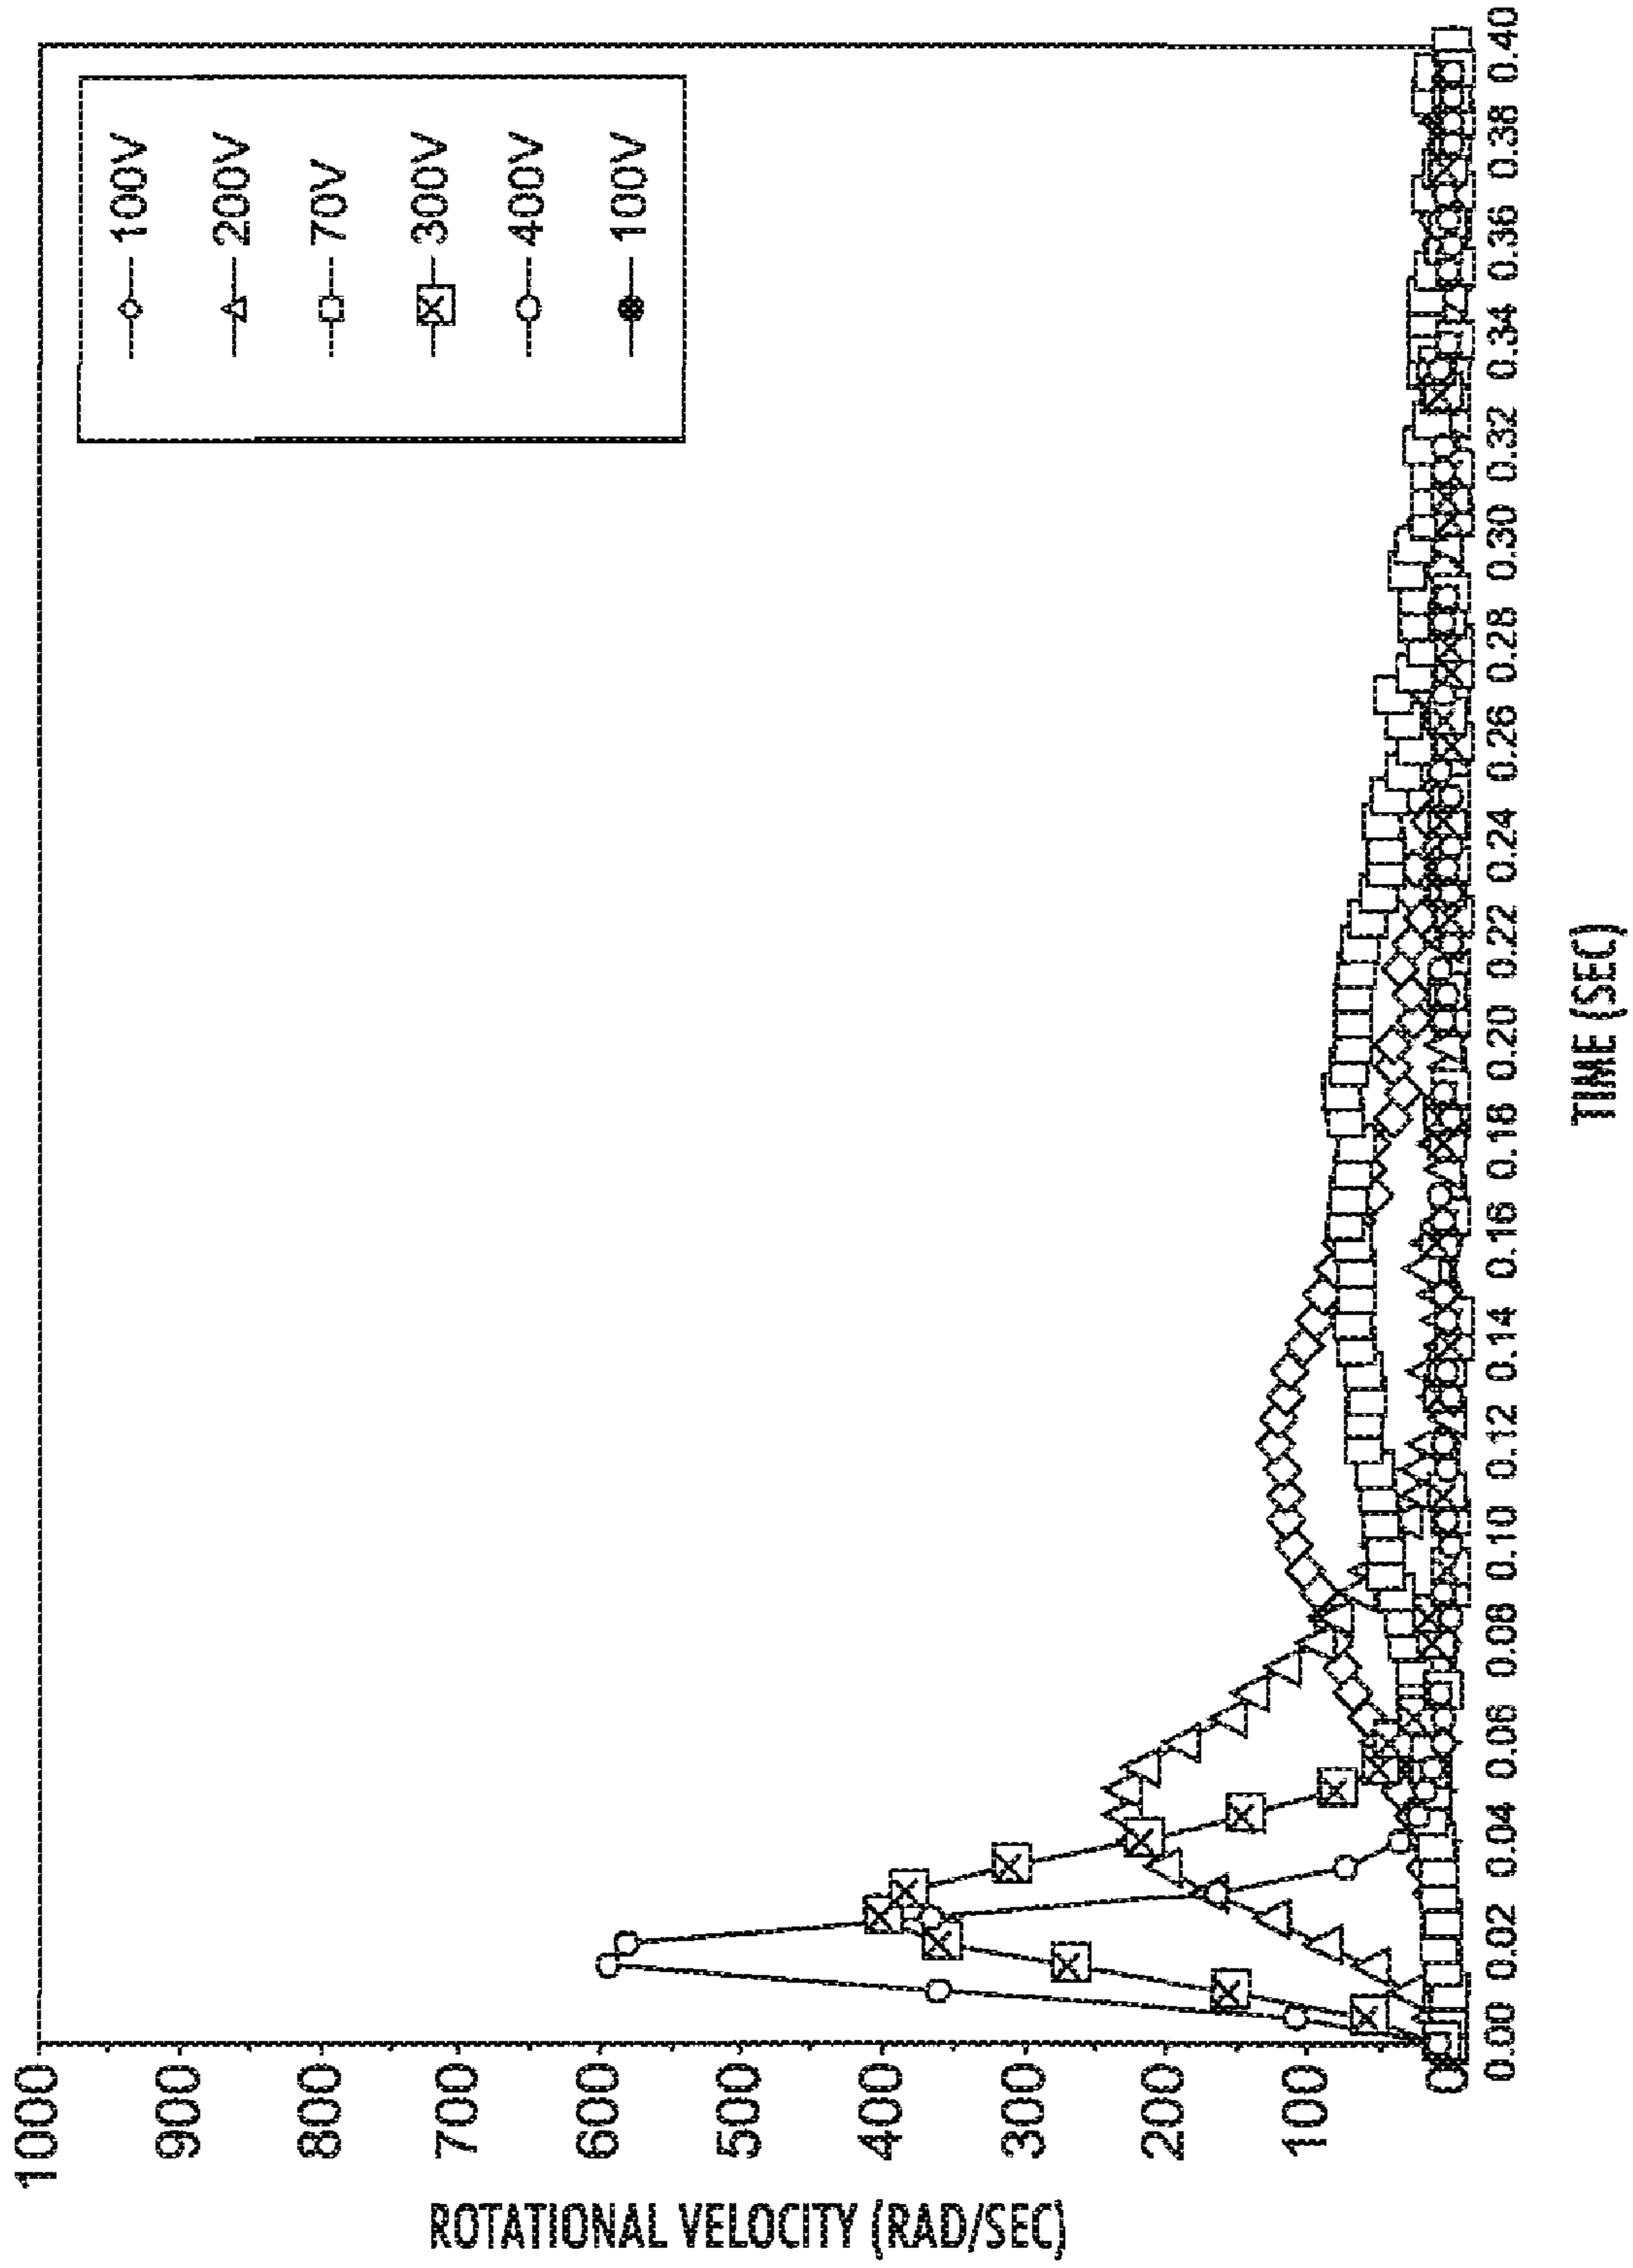 ROTATIONAL VELOCITY (RAD/SEC)
1000
900
800
700
600
500
400
300
200
100
0
100V
200V
70V
300V
400V
100V
0.00 0.02 0.04 0.06 0.08 0.10 0.12 0.14 0.16 0.18 0.20 0.22 0.24 0.26 0.28 0.30 0.32 0.34 0.36 0.38 0.40
TIME (SEC)